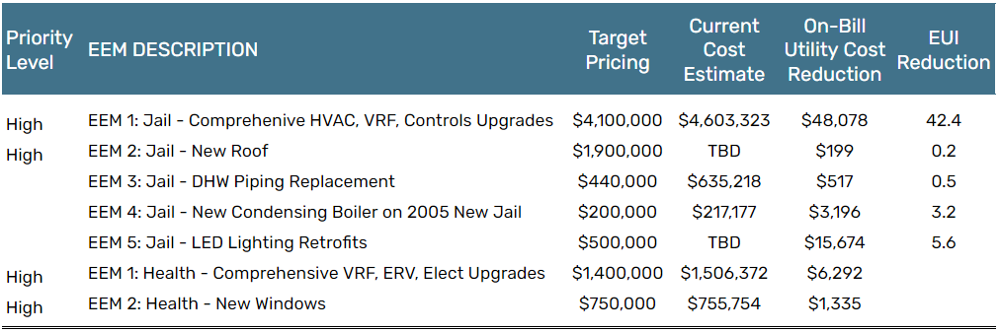 Priority Level EEM DESCRIPTION Target Pricing Current Cost Estimate On-Bill Utility Cost Reduction EUI Reduction
High EEM 1: Jail - Comprehenive HVAC, VRF, Controls Upgrades $4,100,000 $4,603,323 $48,078 42.4
High EEM 2: Jail - New Roof $1,900,000 TBD $199 0.2
EEM 3: Jail - DHW Piping Replacement $440,000 $635,218 $517 0.5
EEM 4: Jail - New Condensing Boiler on 2005 New Jail $200,000 $217,177 $3,196 3.2
EEM 5: Jail - LED Lighting Retrofits $500,000 TBD $15,674 5.6
High EEM 1: Health - Comprehensive VRF, ERV, Elect Upgrades $1,400,000 $1,506,372 $6,292
High EEM 2: Health - New Windows $750,000 $755,754 $1,335